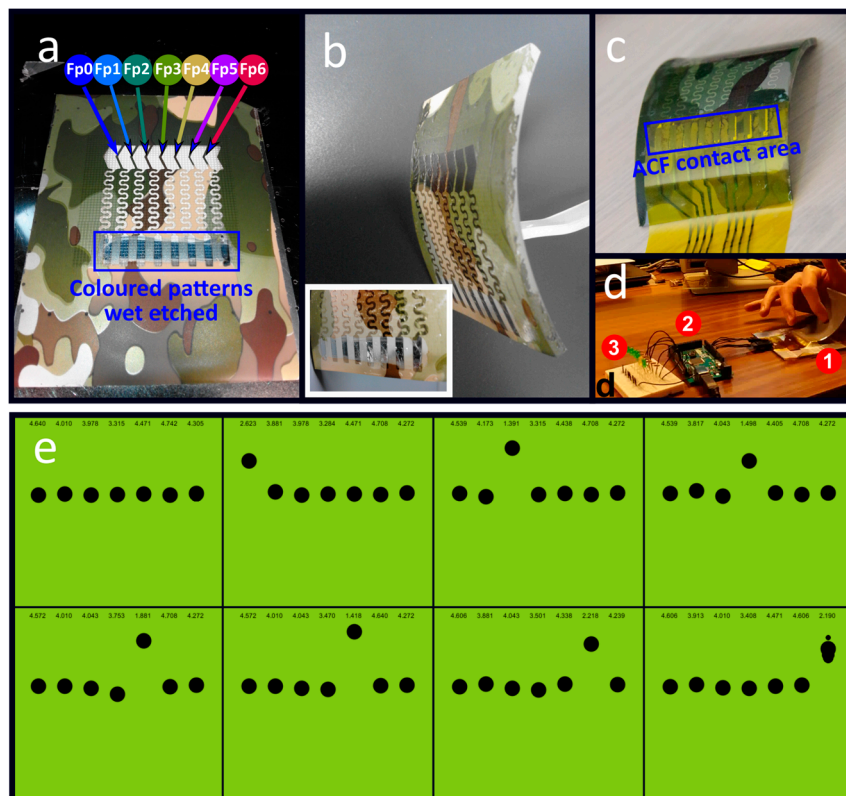 a
Fp0 Fp1 Fp2 Fp3 Fp4 Fp5 Fp6
Coloured patterns
wet etched
b
c
ACF contact area
d
2
3
1
d
e
4.640 4.010 3.978 3.315 4.471 4.742 4.305
2.623 3.881 3.978 3.284 4.471 4.708 4.272
4.539 4.173 1.391 3.315 4.438 4.708 4.272
4.539 3.817 4.043 1.498 4.405 4.708 4.272
4.572 4.010 4.043 3.753 1.881 4.708 4.272
4.572 4.010 4.043 3.470 1.418 4.640 4.272
4.606 3.881 4.043 3.501 4.338 2.218 4.239
4.606 3.913 4.010 3.408 4.471 4.606 2.190